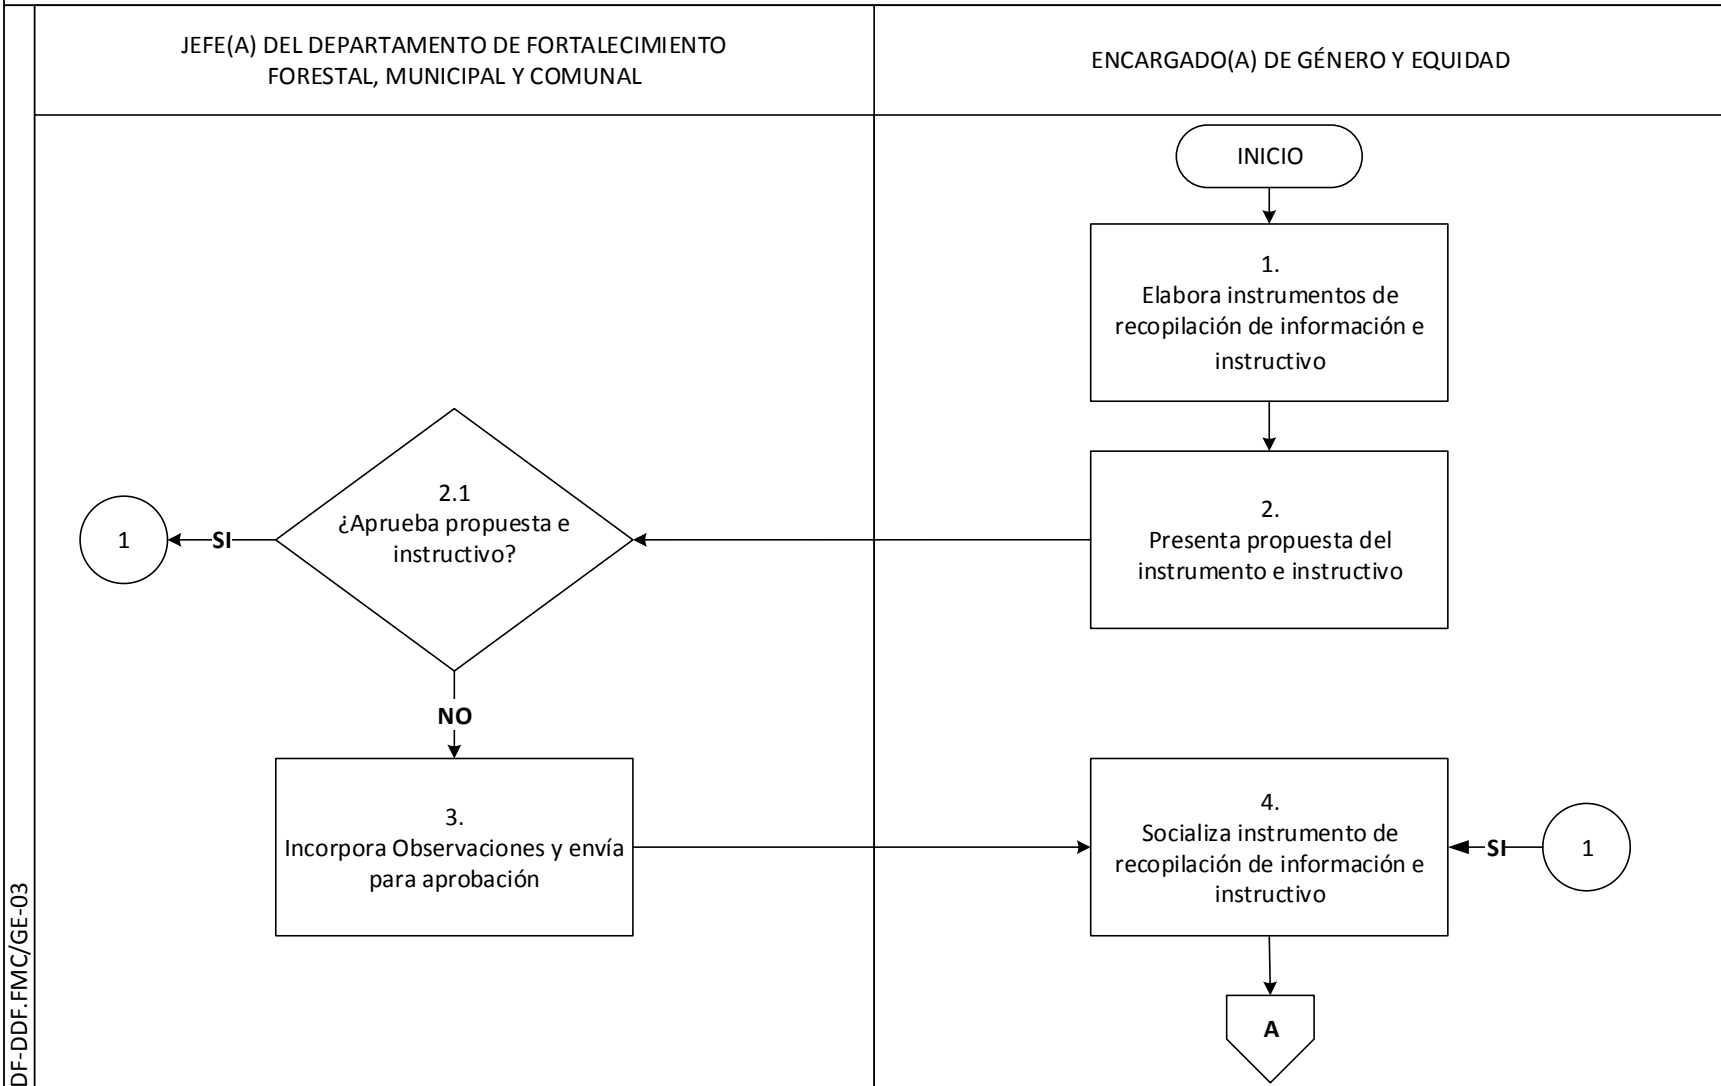 JEFE(A) DEL DEPARTAMENTO DE FORTALECIMIENTO
FORESTAL, MUNICIPAL Y COMUNAL
ENCARGADO(A) DE GÉNERO Y EQUIDAD
INICIO
1.
Elabora instrumentos de
recopilación de información e
instructivo
2.
Presenta propuesta del
instrumento e instructivo
2.1
¿Aprueba propuesta e
instructivo?
SI
1
NO
3.
Incorpora Observaciones y envía
para aprobación
4.
Socializa instrumento de
recopilación de información e
instructivo
SI
1
A
DF-DDF.FMC/GE-03